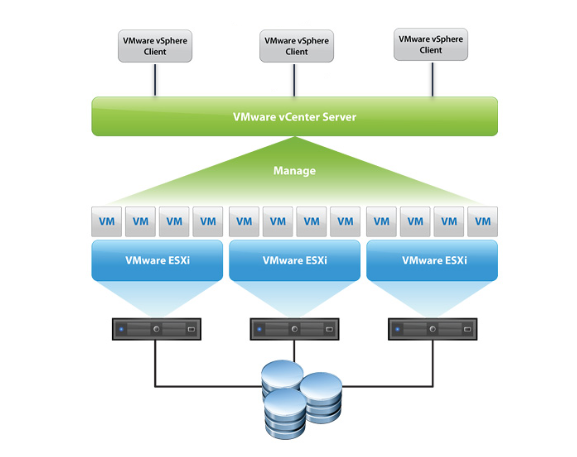 VMware vSphere
Client
VMware vSphere
Client
VMware vSphere
Client
VMware vCenter Server
Manage
VM VM VM VM VM VM VM VM VM VM VM VM
VMware ESXi VMware ESXi VMware ESXi